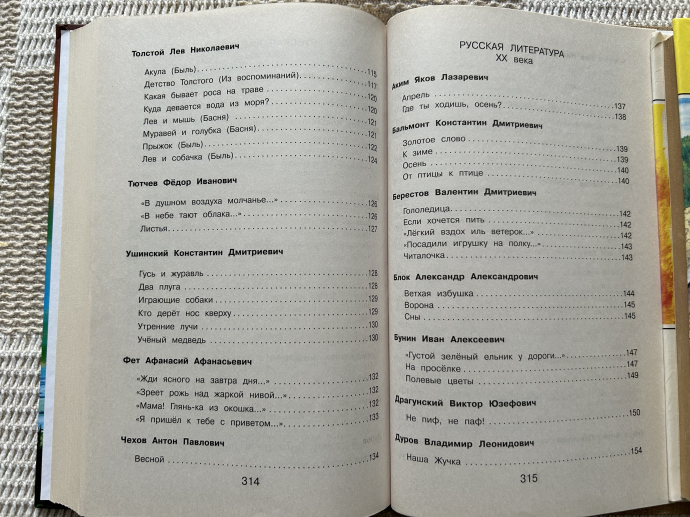 Толстой Лев Николаевич
Акула (Быль) 115
Детство Толстого (Из воспоминаний) 117
Какая бывает роса на траве 120
Куда девается вода из моря? 120
Лев и мышь (Басня) 121
Муравей и голубка (Басня) 121
Прыжок (Быль) 122
Лев и собачка (Быль) 124
Тютчев Фёдор Иванович
«В душном воздуха молчанье...» 126
«В небе тают облака...» 126
Листья 127
Ушинский Константин Дмитриевич
Гусь и журавль 128
Два плуга 128
Играющие собаки 129
Кто дерёт нос кверху 129
Утренние лучи 130
Учёный медведь 130
Фет Афанасий Афанасьевич
«Жди ясного на завтра дня...» 132
«Зреет рожь над жаркой нивой...» 132
«Мама! Глянь-ка из окошка...» 132
«Я пришёл к тебе с приветом...» 133
Чехов Антон Павлович
Весной 134
314
РУССКАЯ ЛИТЕРАТУРА
XX века
Аким Яков Лазаревич
Апрель 137
Где ты ходишь, осень? 138
Бальмонт Константин Дмитриевич
Золотое слово 139
К зиме 139
Осень 140
От птицы к птице 140
Берестов Валентин Дмитриевич
Гололедица 142
Если хочется пить 142
«Лёгкий вздох иль ветерок...» 142
«Посадили игрушку на полку...» 143
Читалочка 143
Блок Александр Александрович
Ветхая избушка 144
Ворона 145
Сны 145
Бунин Иван Алексеевич
«Густой зелёный ельник у дороги...» 147
На просёлке 147
Полевые цветы 149
Драгунский Виктор Юзефович
Не пиф, не паф! 150
Дуров Владимир Леонидович
Наша Жучка 154
315